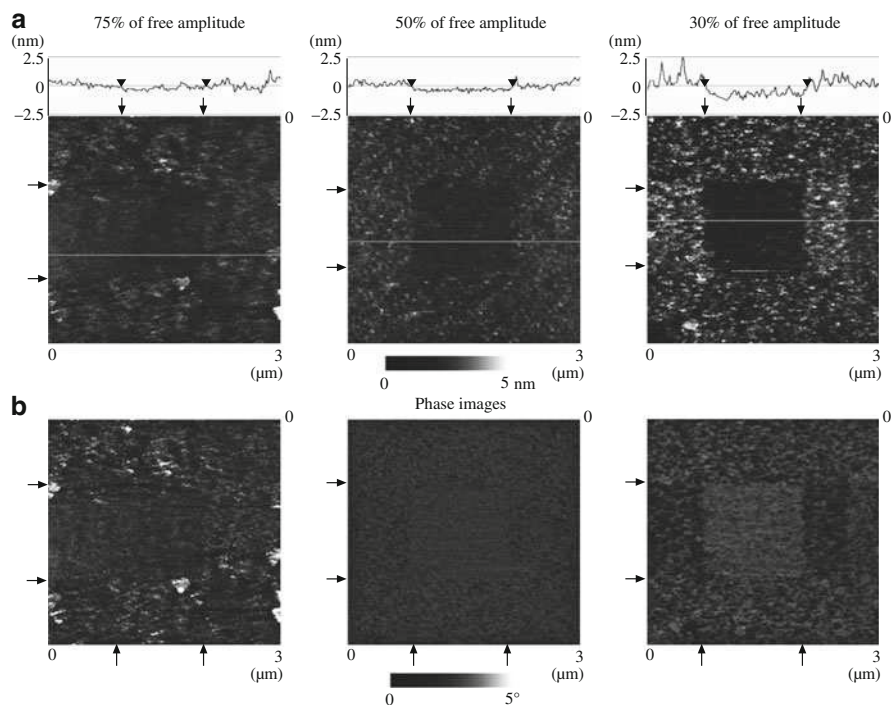 a
75% of free amplitude 50% of free amplitude 30% of free amplitude
(nm) (nm) (nm)
2.5 2.5 2.5
0 0 0
−2.5 −2.5 −2.5
0 0 0
0 3 0 3 0 3
(μm) (μm) (μm)
0 5 nm
b
Phase images
0 0 0
0 3 0 3 0 3
(μm) (μm) (μm)
0 5°